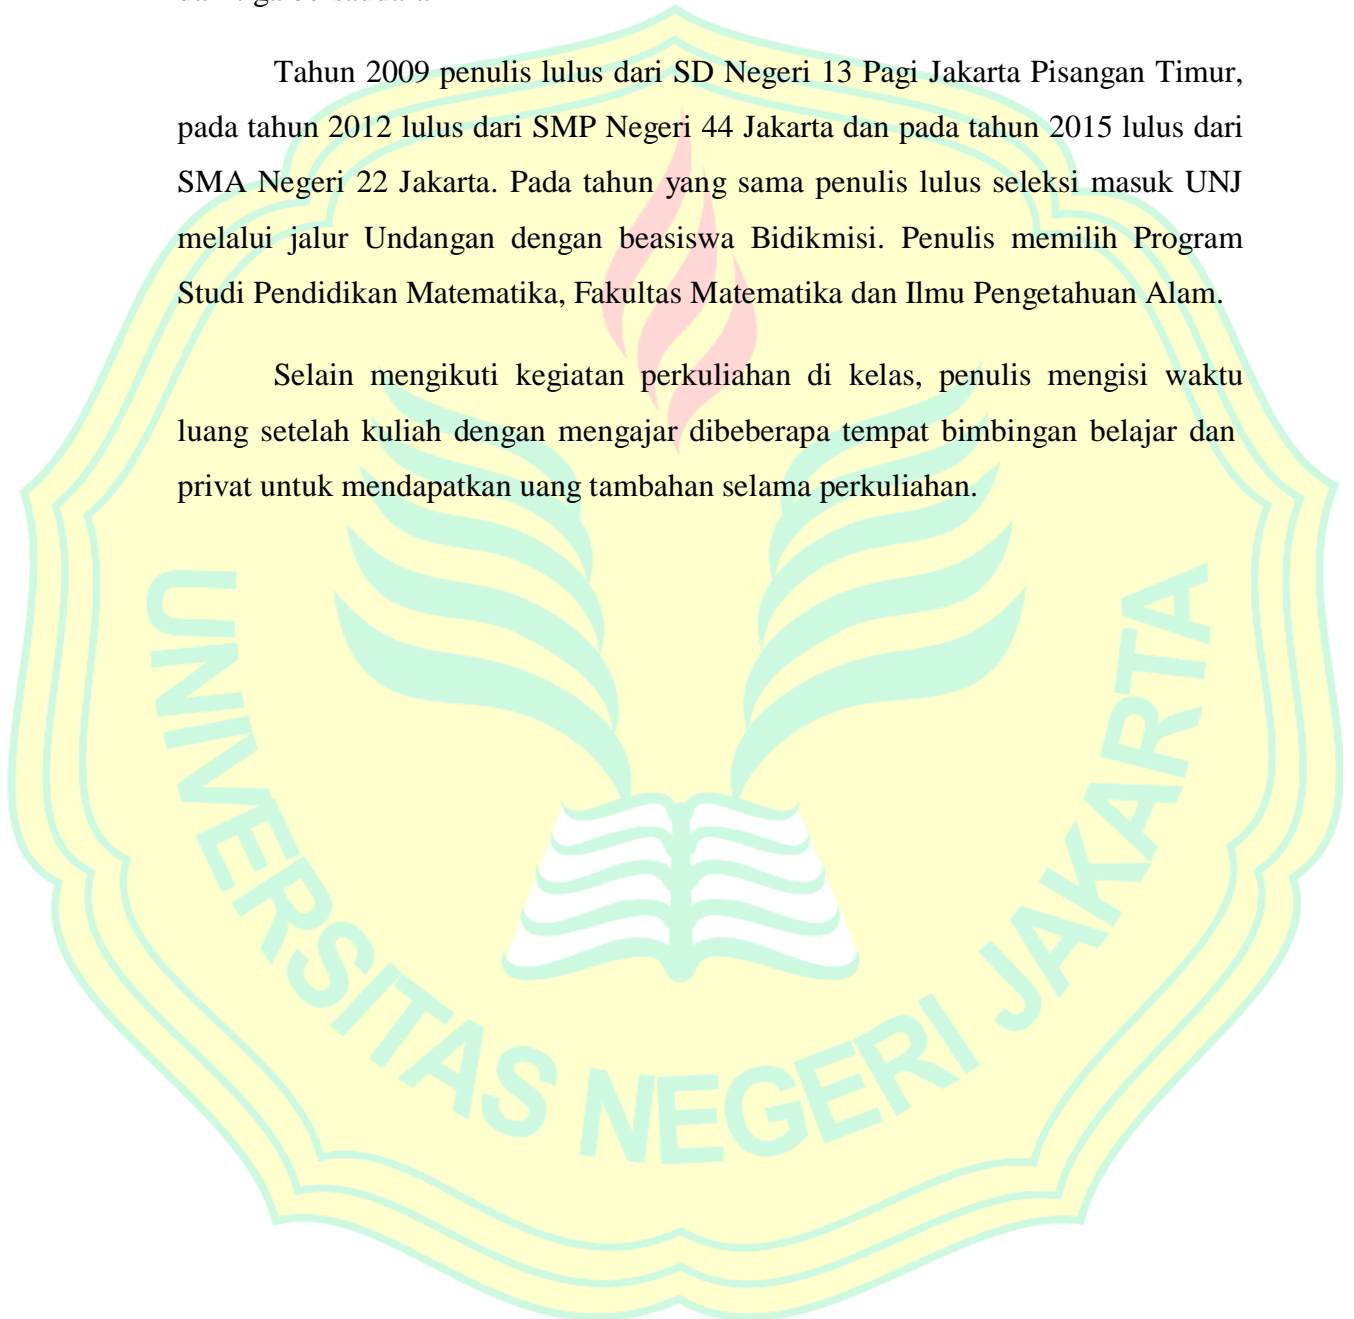 Tahun 2009 penulis lulus dari SD Negeri 13 Pagi Jakarta Pisangan Timur,
pada tahun 2012 lulus dari SMP Negeri 44 Jakarta dan pada tahun 2015 lulus dari
SMA Negeri 22 Jakarta. Pada tahun yang sama penulis lulus seleksi masuk UNJ
melalui jalur Undangan dengan beasiswa Bidikmisi. Penulis memilih Program
Studi Pendidikan Matematika, Fakultas Matematika dan Ilmu Pengetahuan Alam.
Selain mengikuti kegiatan perkuliahan di kelas, penulis mengisi waktu
luang setelah kuliah dengan mengajar dibeberapa tempat bimbingan belajar dan
privat untuk mendapatkan uang tambahan selama perkuliahan.
UNIVERSITAS NEGERI JAKARTA